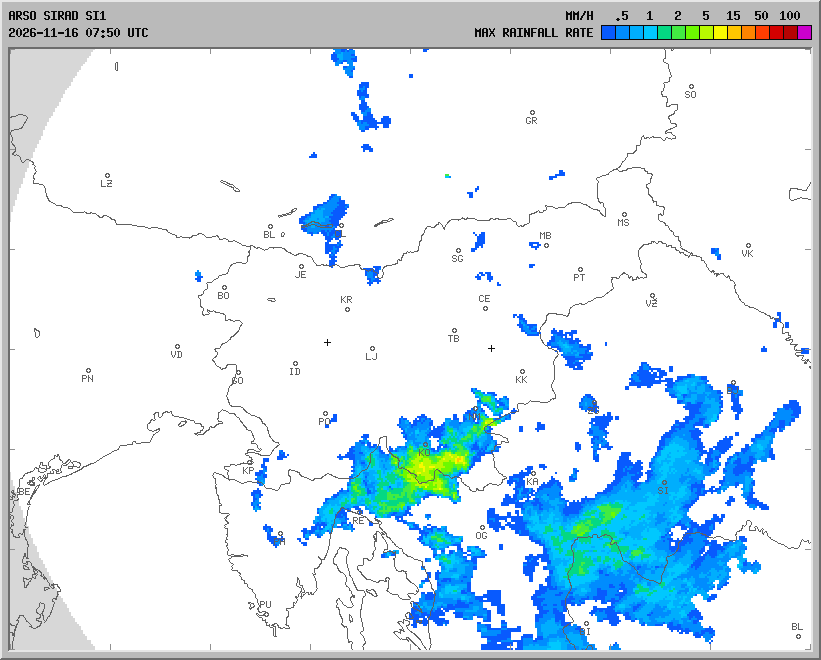 ARSO SIRAD SI1
2026-11-16 07:50 UTC
MM/H .5 1 2 5 15 50 100
MAX RAINFALL RATE
SO
GR
LZ
MS
BL
MB
VK
SG
JE
PT
BO
KR
CE
VZ
TB
VD
LJ
ID
PN
GO
KK
PO
KO
KP
KA
SI
BE
RE
OG
PU
BI
BL